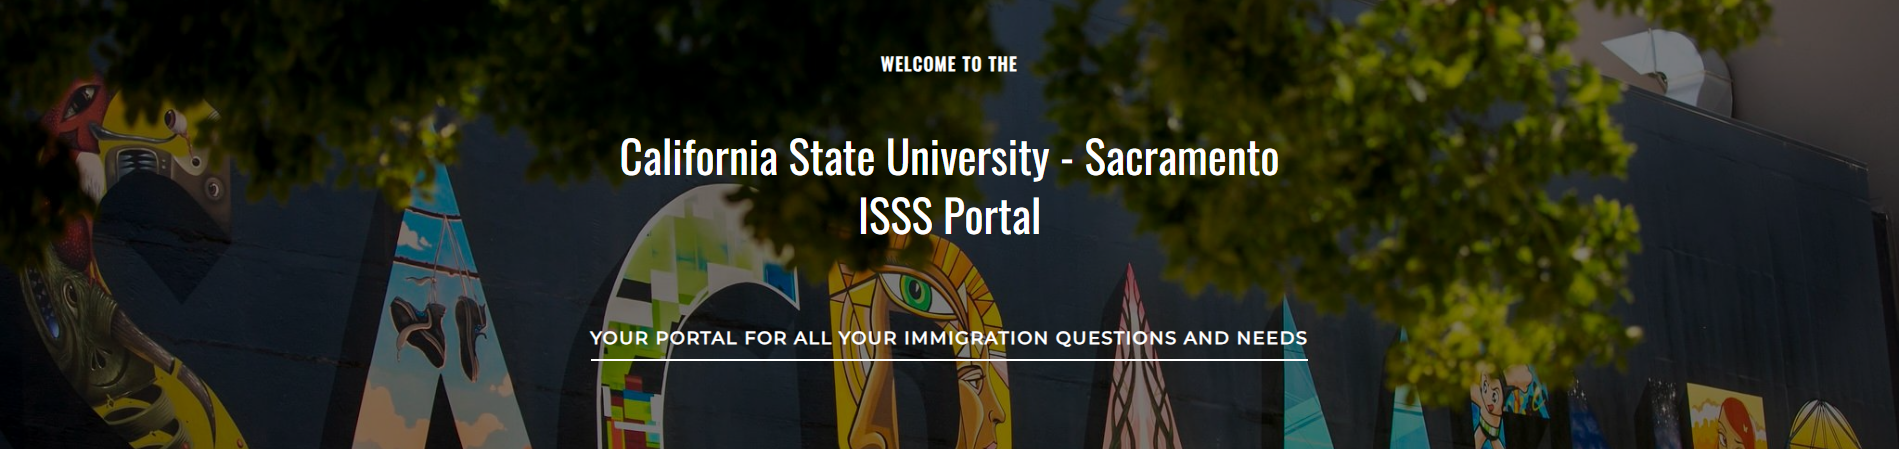 WELCOME TO THE
California State University - Sacramento
ISSS Portal
YOUR PORTAL FOR ALL YOUR IMMIGRATION QUESTIONS AND NEEDS